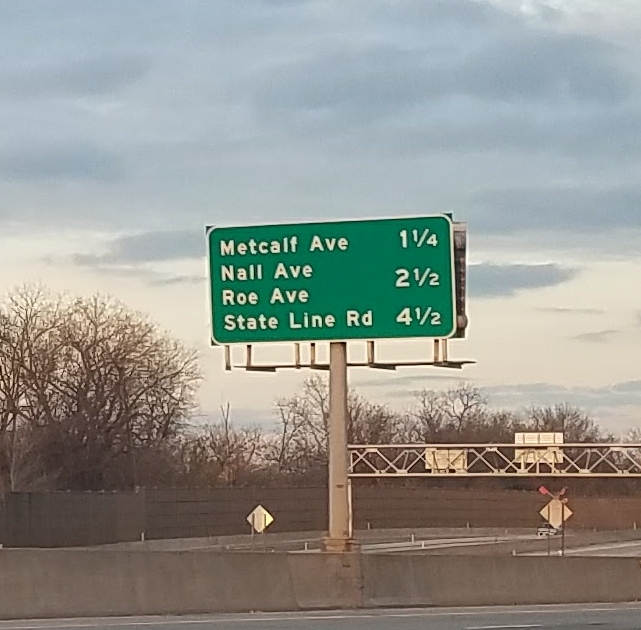 Metcalf Ave 1¼
Nall Ave
Roe Ave 2½
State Line Rd 4½